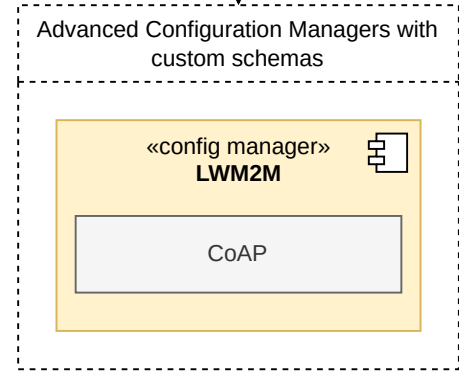 Advanced Configuration Managers with
custom schemas
«config manager»
LWM2M
CoAP